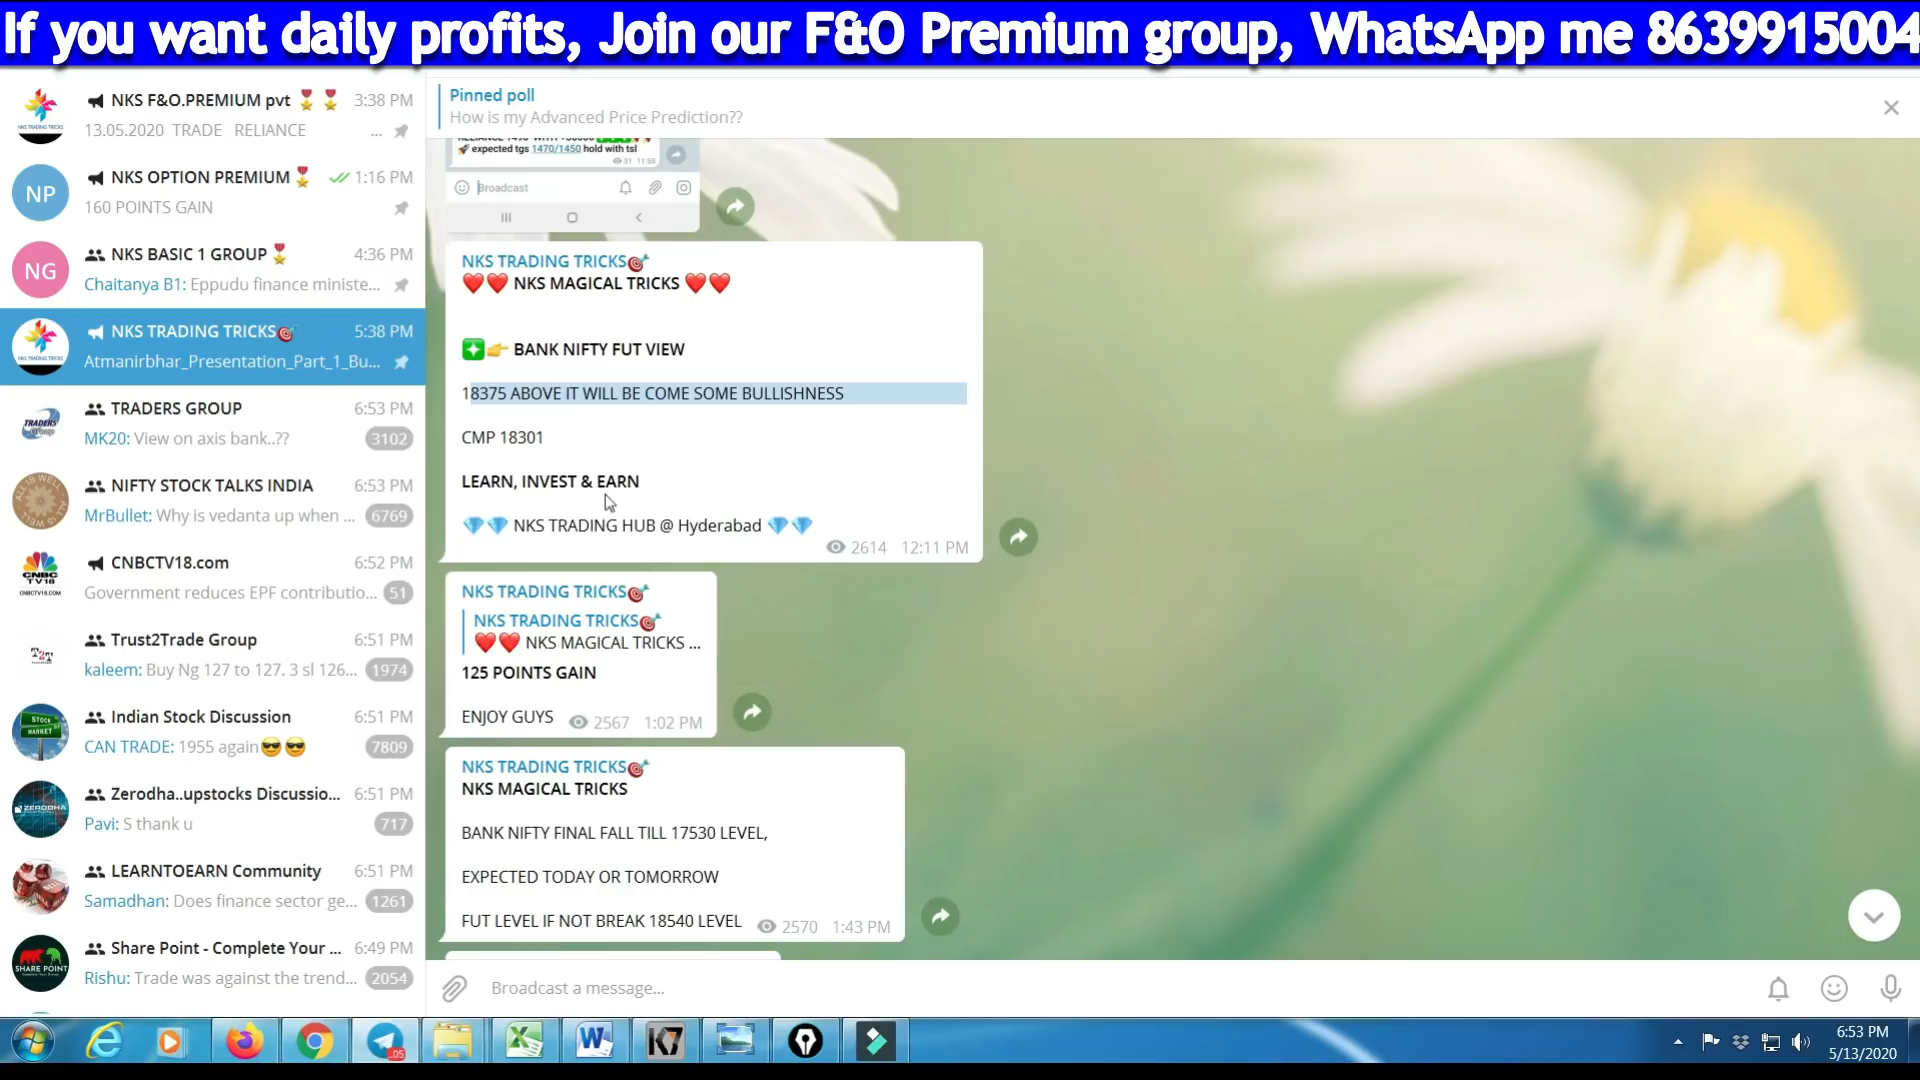 If you want daily profits, Join our F&O Premium group, WhatsApp me 8639915004
NKS F&O.PREMIUM pvt 3:38 PM
13.05.2020 TRADE RELIANCE ...
NP
NKS OPTION PREMIUM 1:16 PM
160 POINTS GAIN
NG
NKS BASIC 1 GROUP 4:36 PM
Chaitanya B1: Eppudu finance ministe...
NKS TRADING TRICKS 5:38 PM
Atmanirbhar_Presentation_Part_1_Bu...
TRADERS GROUP 6:53 PM
MK20: View on axis bank..?? 3102
NIFTY STOCK TALKS INDIA 6:53 PM
MrBullet: Why is vedanta up when ... 6769
CNBCTV18.com 6:52 PM
Government reduces EPF contributio... 51
Trust2Trade Group 6:51 PM
kaleem: Buy Ng 127 to 127. 3 sl 126... 1974
Indian Stock Discussion 6:51 PM
CAN TRADE: 1955 again😎😎 7809
Zerodha..upstocks Discussio... 6:51 PM
Pavi: S thank u 717
LEARNTOEARN Community 6:51 PM
Samadhan: Does finance sector ge... 1261
SHARE POINT
Share Point - Complete Your ... 6:49 PM
Rishu: Trade was against the trend... 2054
Pinned poll
How is my Advanced Price Prediction??
🚀 expected tgs 1470/1450 hold with tsl
31 11:58
Broadcast
NKS TRADING TRICKS🎯
❤️❤️ NKS MAGICAL TRICKS ❤️❤️
👉 BANK NIFTY FUT VIEW
18375 ABOVE IT WILL BE COME SOME BULLISHNESS
CMP 18301
LEARN, INVEST & EARN
💎💎 NKS TRADING HUB @ Hyderabad 💎💎
2614 12:11 PM
NKS TRADING TRICKS🎯
NKS TRADING TRICKS🎯
❤️❤️ NKS MAGICAL TRICKS ...
125 POINTS GAIN
ENJOY GUYS 2567 1:02 PM
NKS TRADING TRICKS🎯
NKS MAGICAL TRICKS
BANK NIFTY FINAL FALL TILL 17530 LEVEL,
EXPECTED TODAY OR TOMORROW
FUT LEVEL IF NOT BREAK 18540 LEVEL 2570 1:43 PM
Broadcast a message...
.05
K7
6:53 PM
5/13/2020